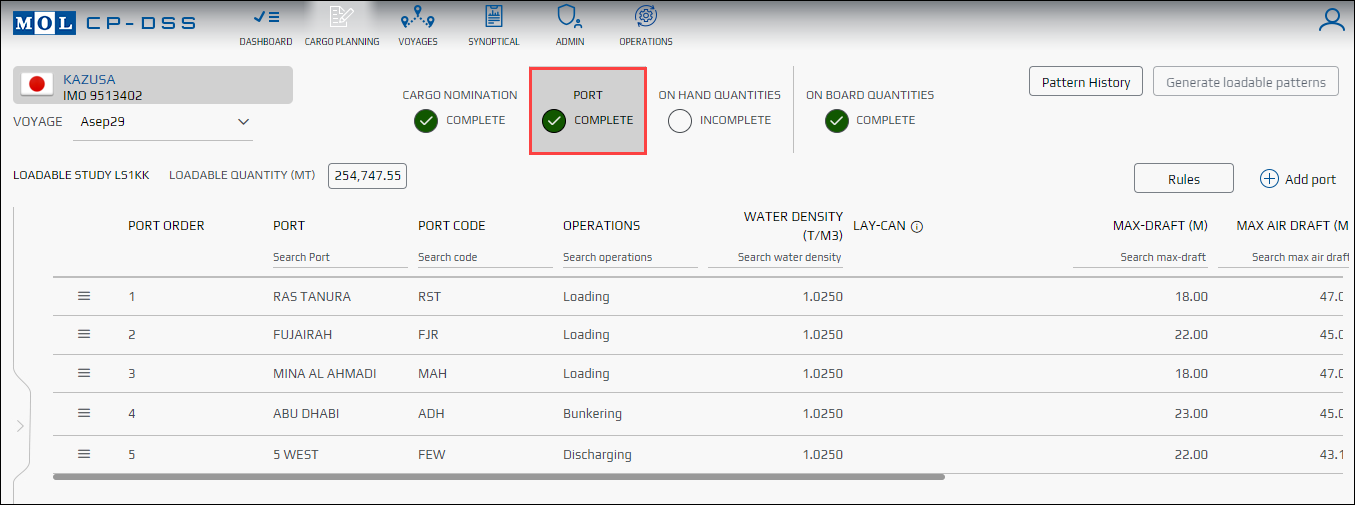 MOL CP-DSS
DASHBOARD CARGO PLANNING VOYAGES SYNOPTICAL ADMIN OPERATIONS
KAZUSA
IMO 9513402
VOYAGE Asep29
CARGO NOMINATION PORT ON HAND QUANTITIES ON BOARD QUANTITIES
COMPLETE COMPLETE INCOMPLETE COMPLETE
Pattern History Generate loadable patterns
LOADABLE STUDY LS1KK LOADABLE QUANTITY (MT) 254,747.55 Rules Add port
PORT ORDER PORT PORT CODE OPERATIONS WATER DENSITY (T/M3) LAY-CAN MAX-DRAFT (M) MAX AIR DRAFT (M
Search Port Search code Search operations Search water density Search max-draft Search max air draft
1 RAS TANURA RST Loading 1.0250 18.00 47.0
2 FUJAIRAH FJR Loading 1.0250 22.00 45.0
3 MINA AL AHMADI MAH Loading 1.0250 18.00 47.0
4 ABU DHABI ADH Bunkering 1.0250 23.00 45.0
5 5 WEST FEW Discharging 1.0250 22.00 43.1